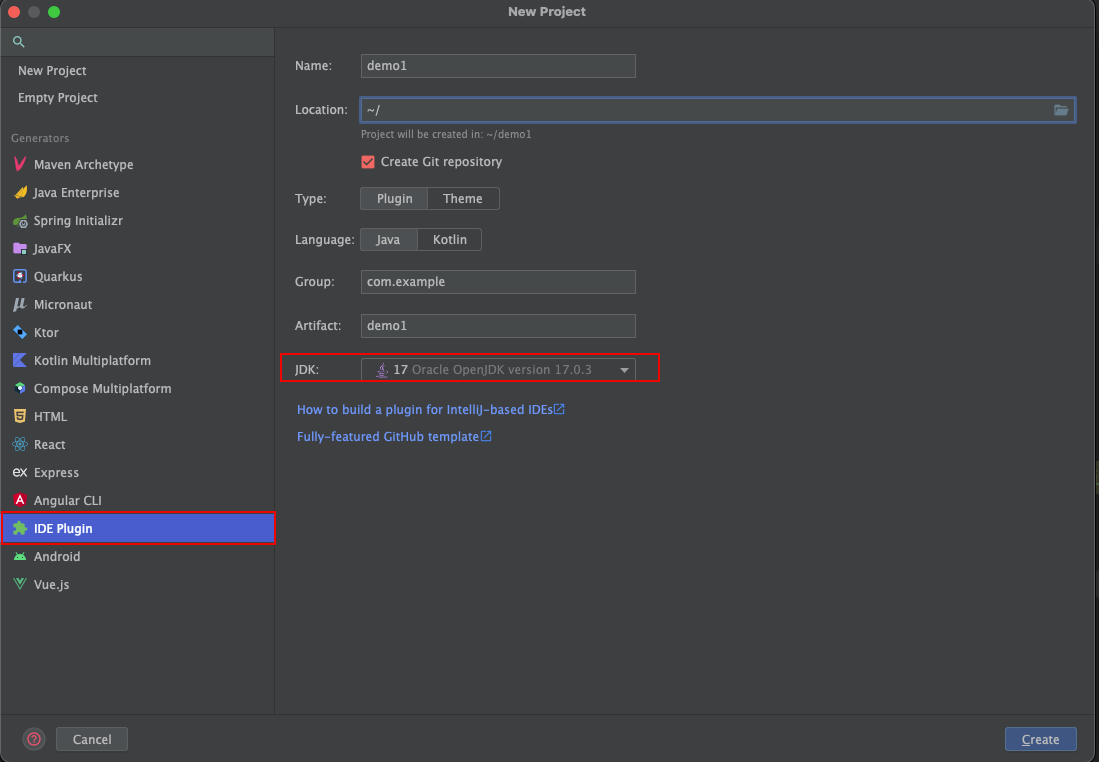 New Project
New Project
Empty Project
Generators
Maven Archetype
Java Enterprise
Spring Initializr
JavaFX
Quarkus
Micronaut
Ktor
Kotlin Multiplatform
Compose Multiplatform
HTML
React
ex Express
Angular CLI
IDE Plugin
Android
Vue.js
Name: demo1
Location: ~/
Project will be created in: ~/demo1
Create Git repository
Type: Plugin Theme
Language: Java Kotlin
Group: com.example
Artifact: demo1
JDK: 17 Oracle OpenJDK version 17.0.3
How to build a plugin for IntelliJ-based IDEs
Fully-featured GitHub template
? Cancel Create